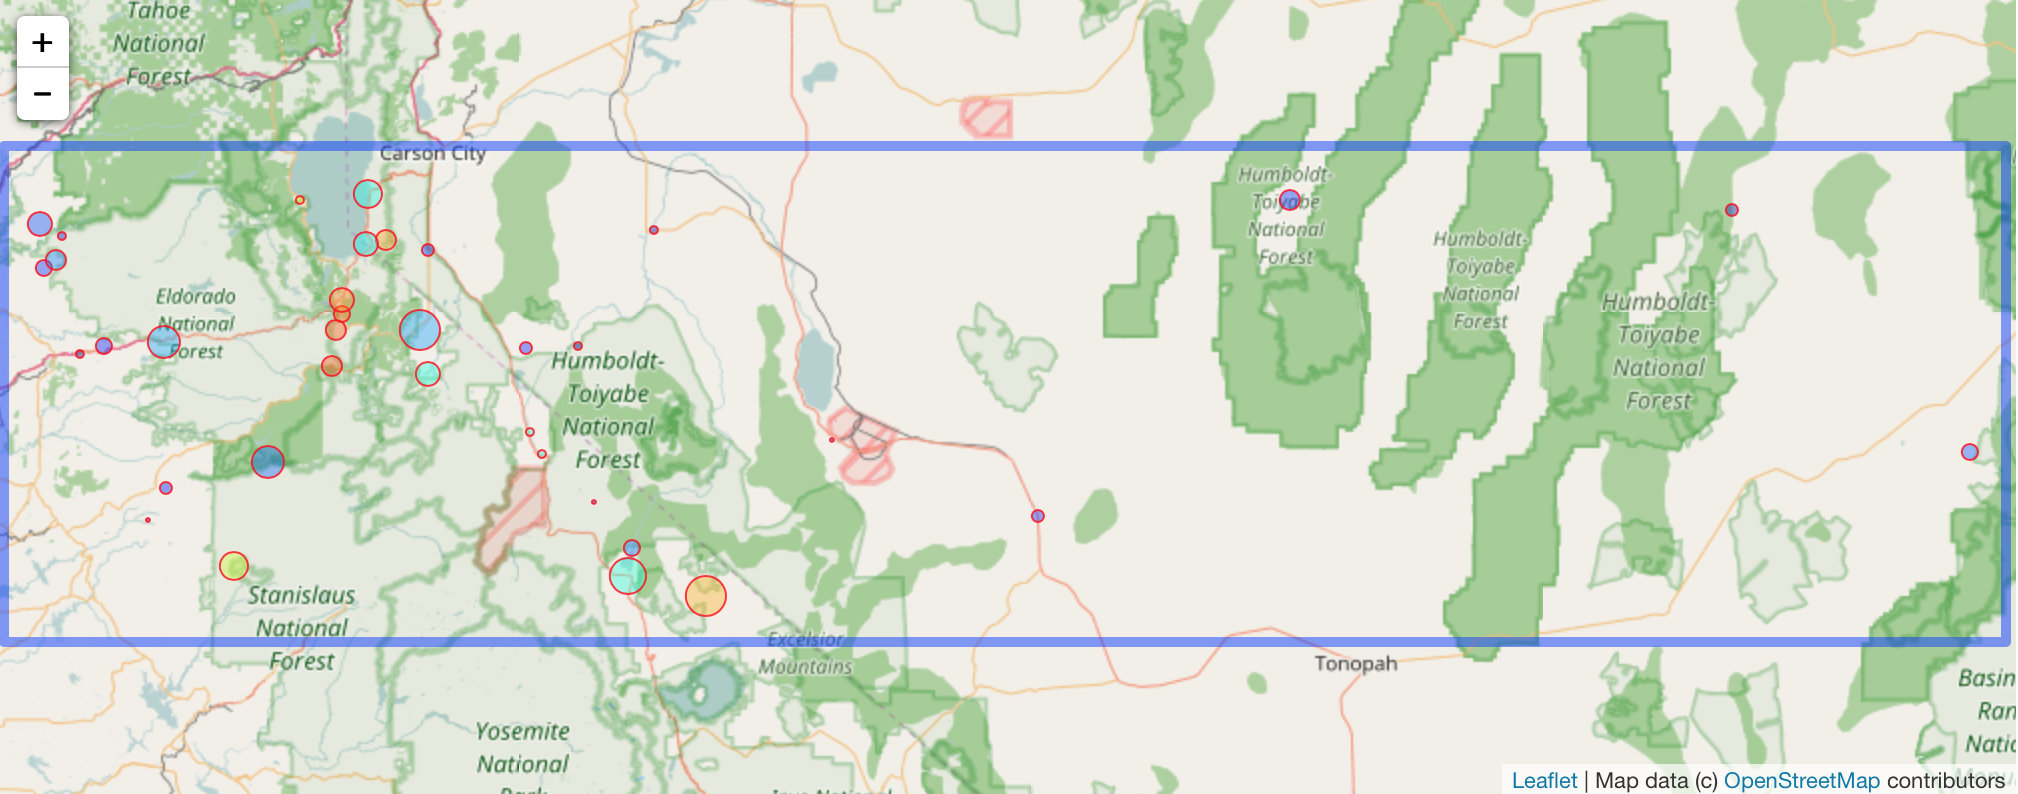 Tahoe
National
Forest
+
−
Carson City
Humboldt-
Toiyabe
National
Forest
Humboldt-
Toiyabe
National
Forest
Eldorado
National
Forest
Humboldt-
Toiyabe
National
Forest
Humboldt-
Toiyabe
National
Forest
Stanislaus
National
Forest
Excelsior
Mountains
Tonopah
Basin
Ran
Natio
Yosemite
National
Leaflet | Map data (c) OpenStreetMap contributors